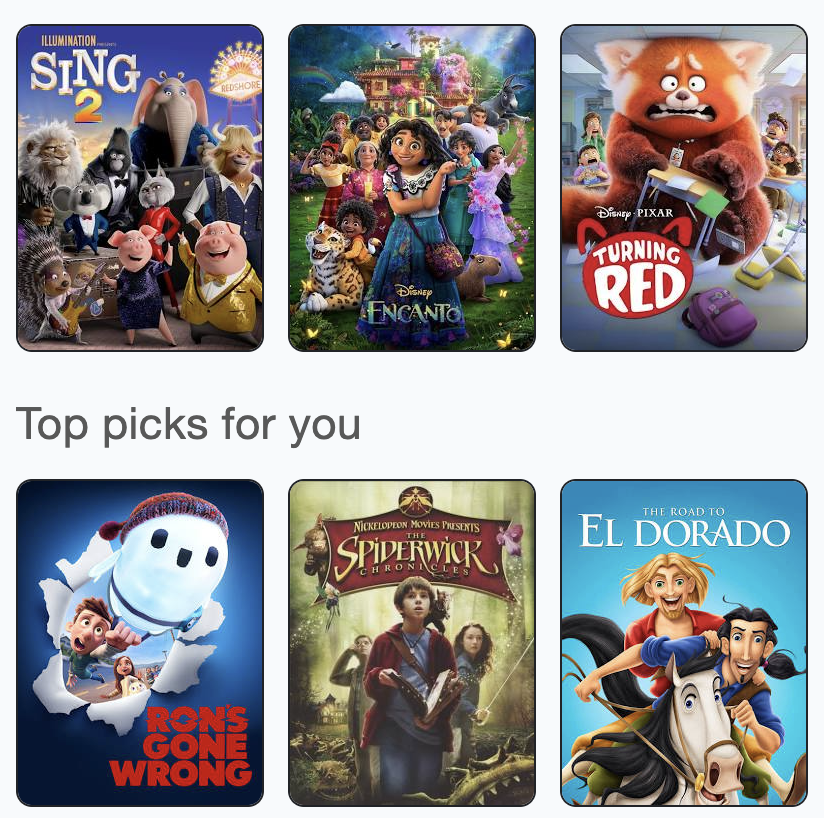 ILLUMINATION PRESENTS
SING
2
REDSHORE
Disney
ENCANTO
Disney · PIXAR
TURNING
RED
Top picks for you
RON'S
GONE
WRONG
NICKELODEON MOVIES PRESENTS
THE
SPIDERWICK
CHRONICLES
THE ROAD TO
EL DORADO